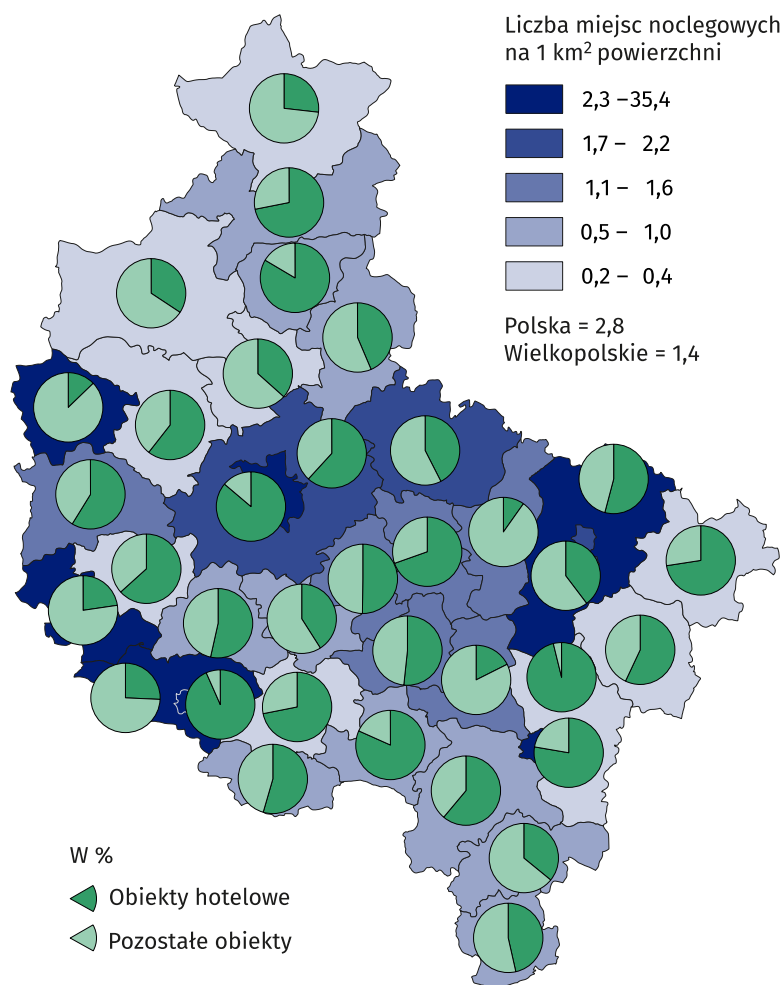 Liczba miejsc noclegowych
na 1 km² powierzchni
2,3 –35,4
1,7 – 2,2
1,1 – 1,6
0,5 – 1,0
0,2 – 0,4
Polska = 2,8
Wielkopolskie = 1,4
W %
Obiekty hotelowe
Pozostałe obiekty